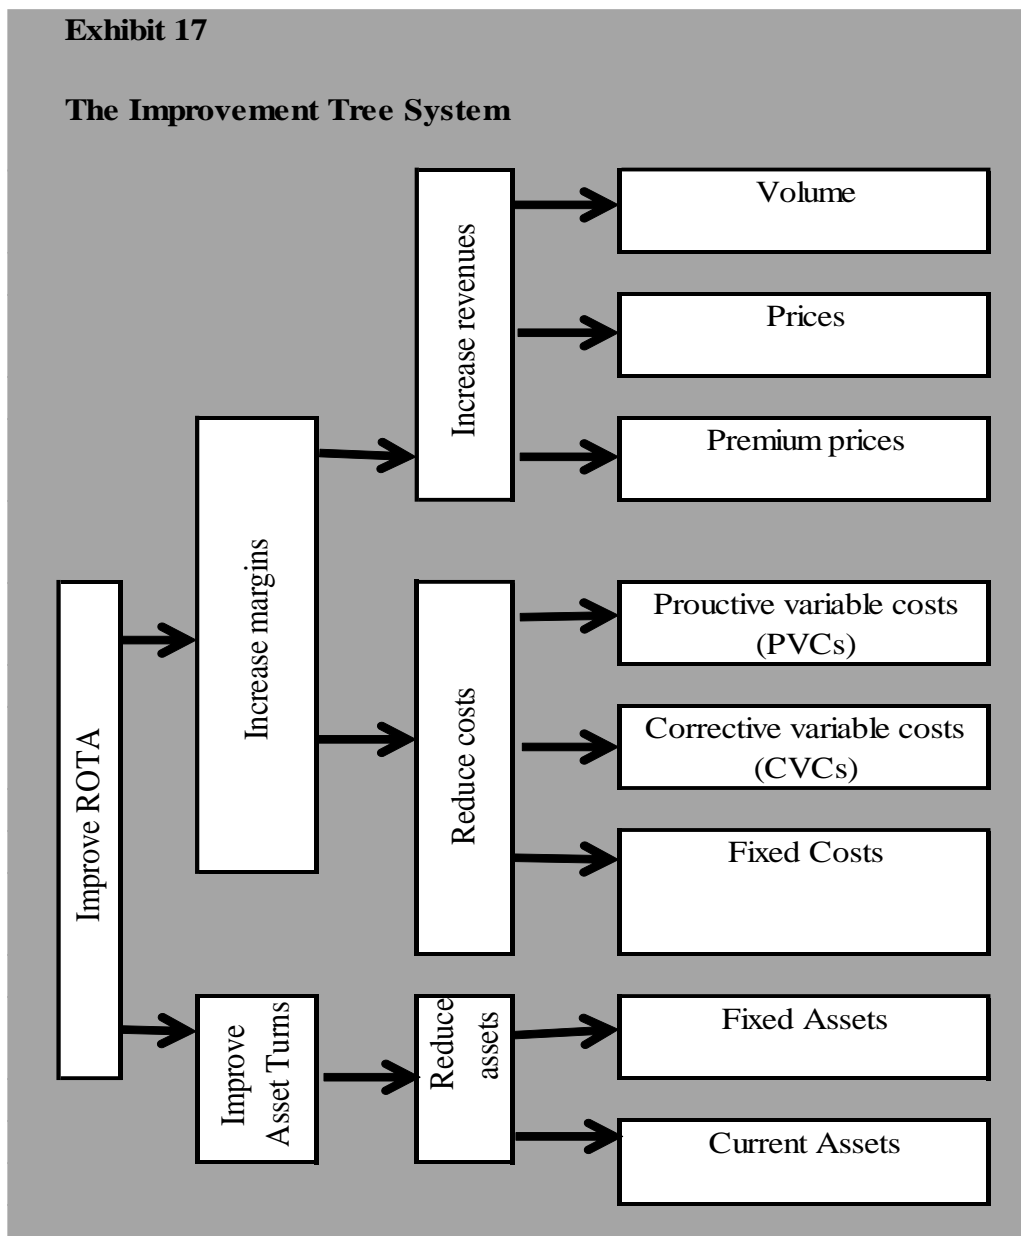 Exhibit 17
The Improvement Tree System
Improve ROTA
Increase margins
Increase revenues
Volume
Prices
Premium prices
Reduce costs
Prouctive variable costs
(PVCs)
Corrective variable costs
(CVCs)
Fixed Costs
Improve
Asset Turns
Reduce
assets
Fixed Assets
Current Assets